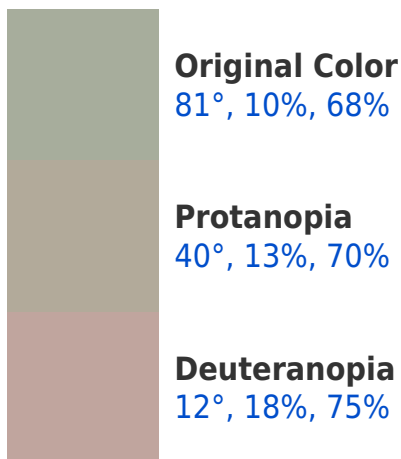 Original Color
81°, 10%, 68%
Protanopia
40°, 13%, 70%
Deuteranopia
12°, 18%, 75%